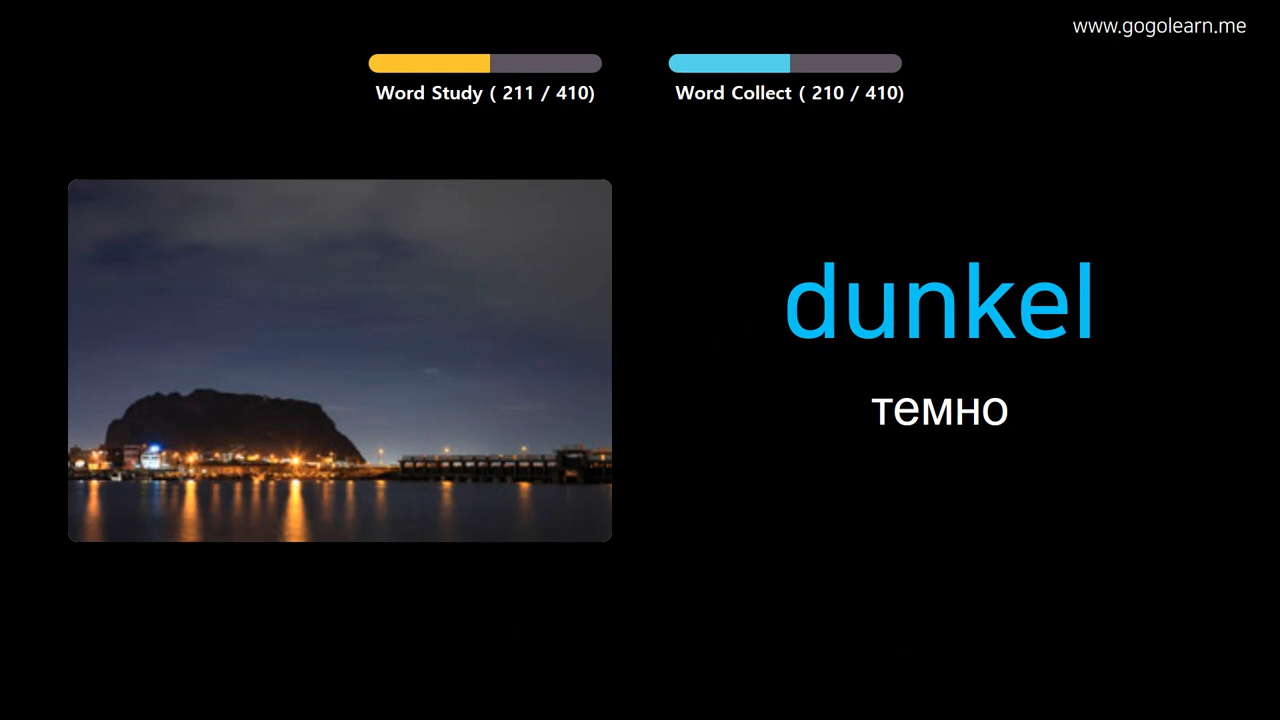 www.gogolearn.me
Word Study ( 211 / 410)
Word Collect ( 210 / 410)
dunkel
темно